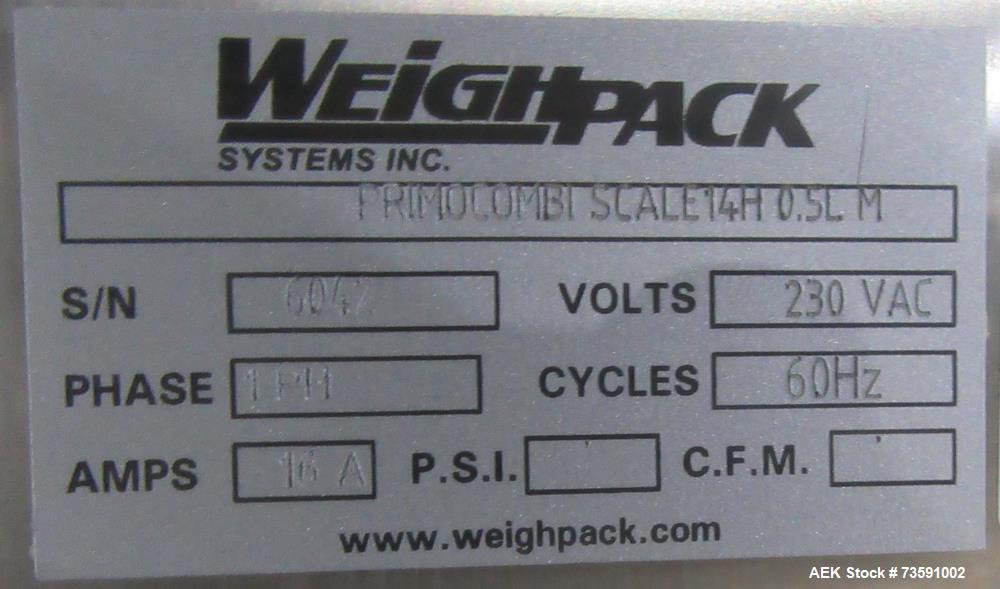 WEIGHPACK
SYSTEMS INC.
PRIMOCOMBI SCALE14H 0.5L M
S/N 6042 VOLTS 230 VAC
PHASE 1 PH CYCLES 60Hz
AMPS 16 A P.S.I. C.F.M.
www.weighpack.com
AEK Stock # 73591002